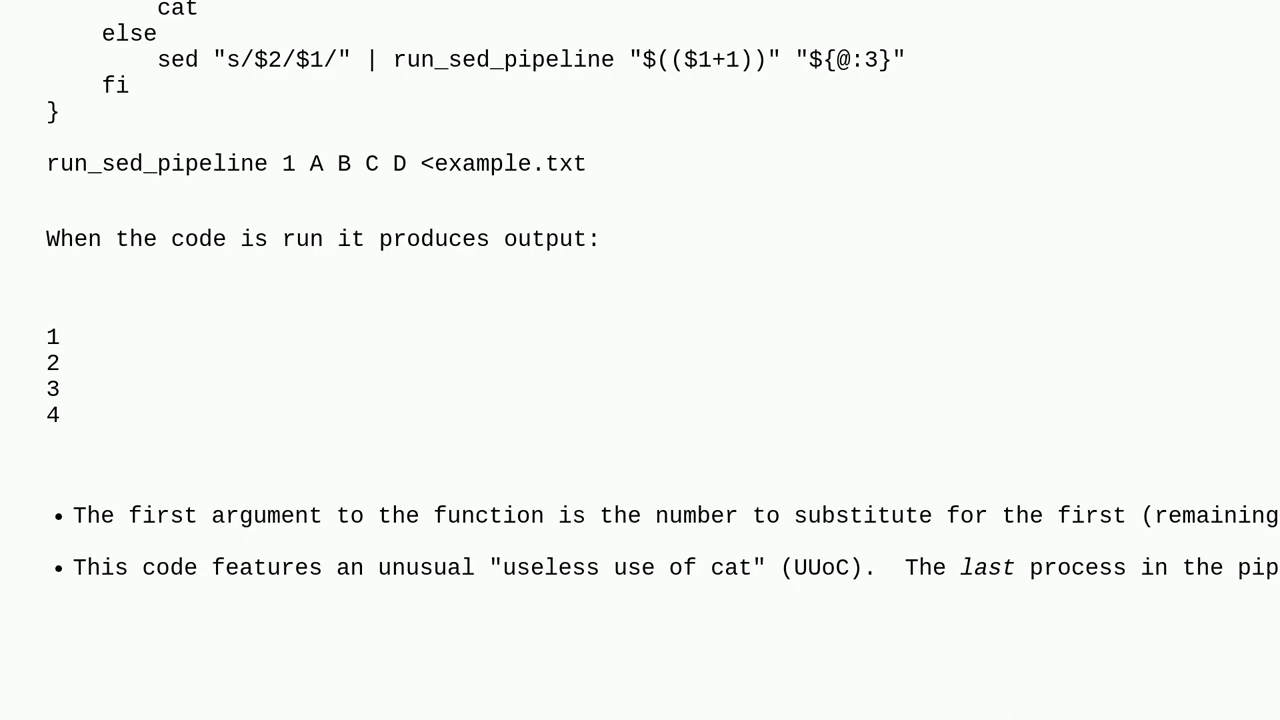 cat
else
sed "s/$2/$1/" | run_sed_pipeline "$(($1+1))" "${@:3}"
fi
}
run_sed_pipeline 1 A B C D <example.txt
When the code is run it produces output:
1
2
3
4
• The first argument to the function is the number to substitute for the first (remaining
• This code features an unusual "useless use of cat" (UUoC).  The last process in the pip